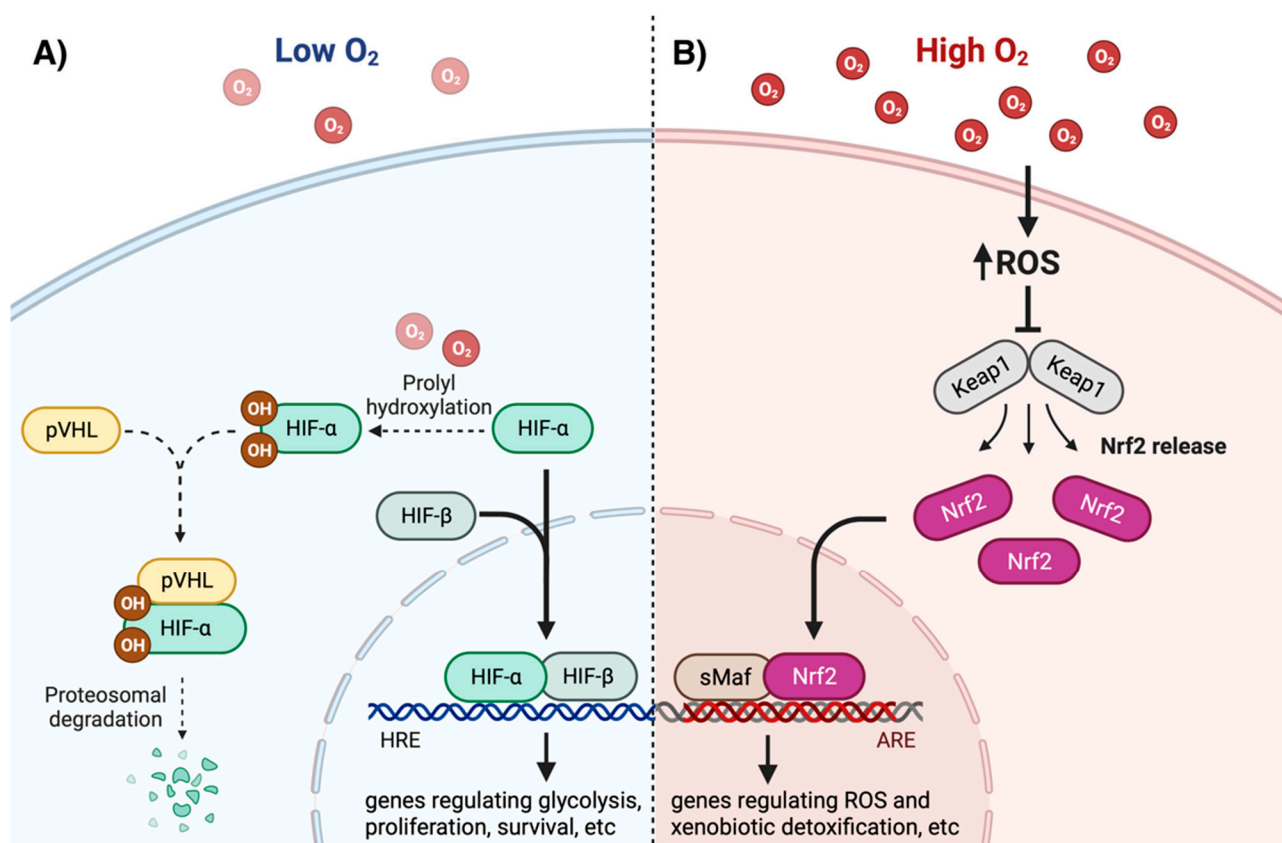 A)
Low O₂
O₂
O₂
O₂
O₂
O₂
Prolyl
hydroxylation
pVHL
OH
OH
HIF-α
HIF-α
HIF-β
pVHL
OH
OH
HIF-α
Proteosomal
degradation
HIF-α
HIF-β
HRE
genes regulating glycolysis,
proliferation, survival, etc
B)
High O₂
O₂
O₂
O₂
O₂
O₂
O₂
O₂
O₂
ROS
Keap1
Keap1
Nrf2 release
Nrf2
Nrf2
Nrf2
sMaf
Nrf2
ARE
genes regulating ROS and
xenobiotic detoxification, etc